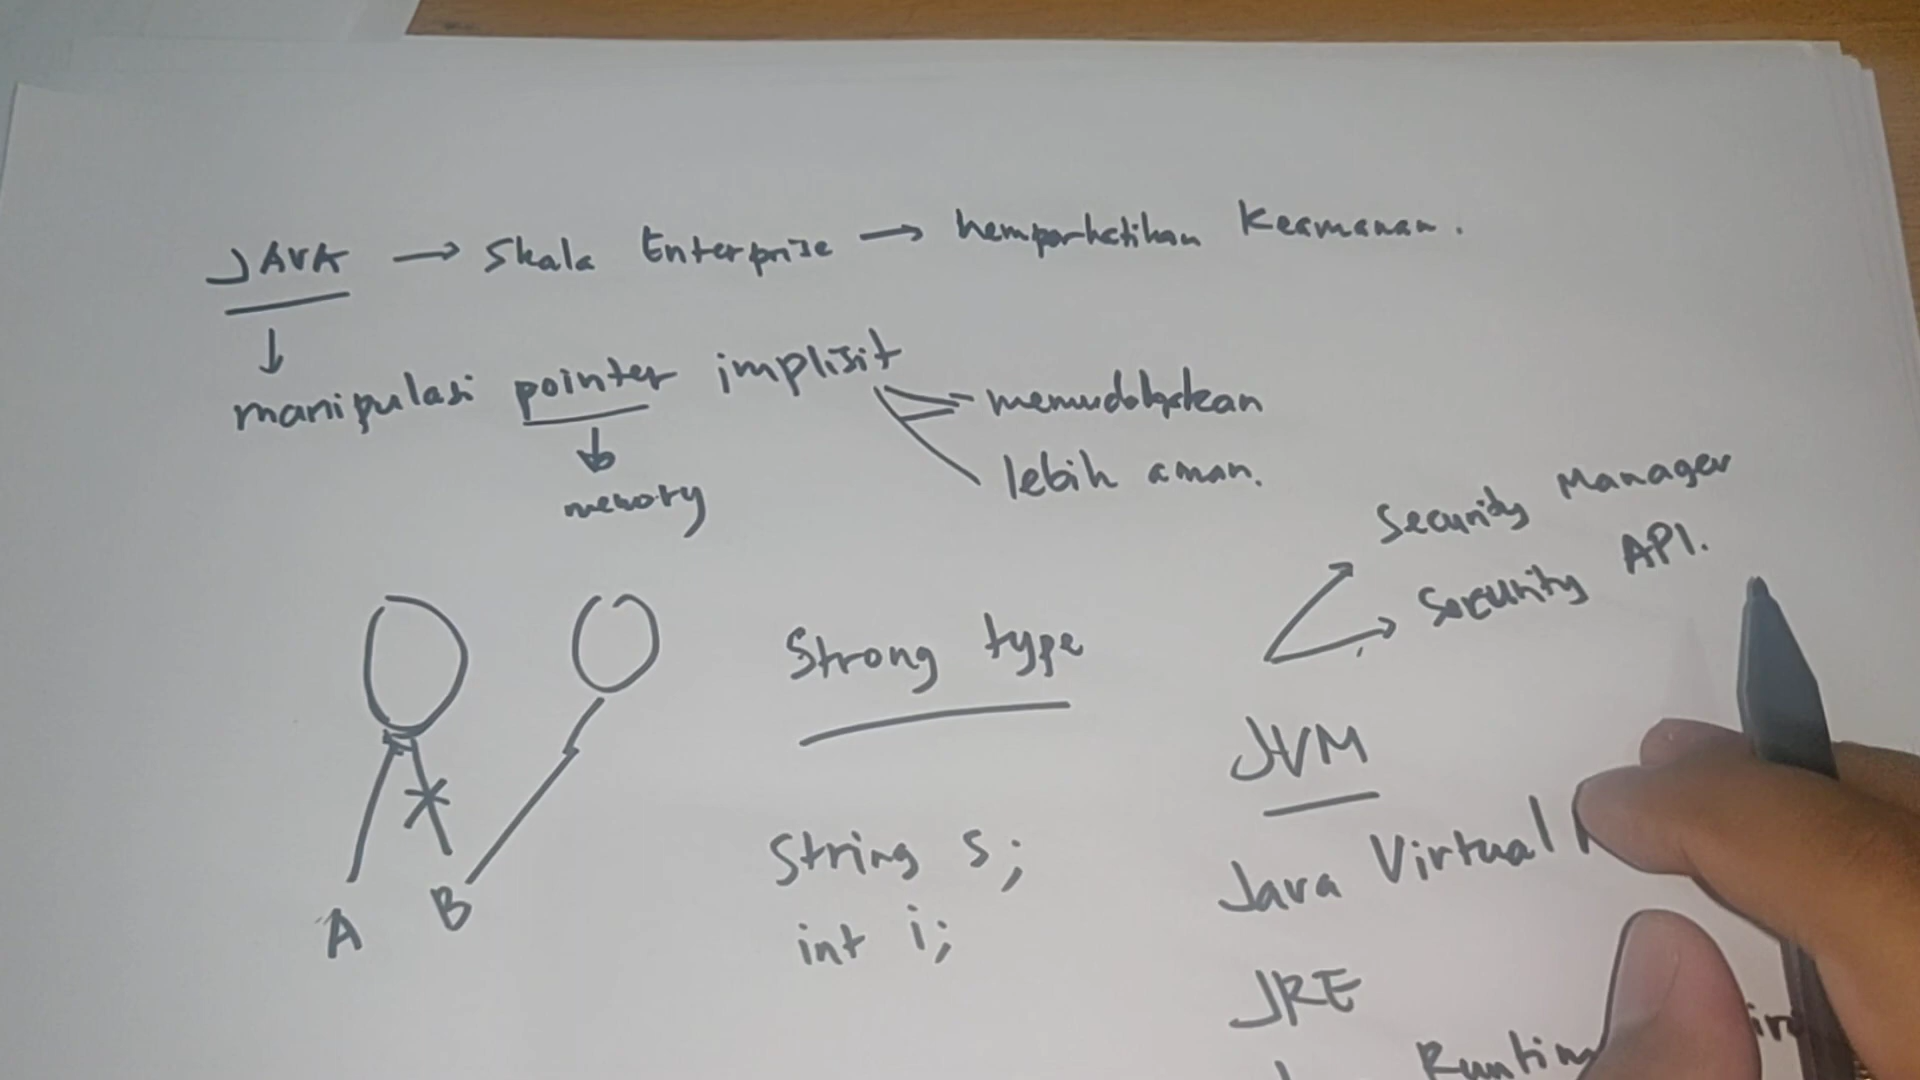 JAVA → Skala Enterprise → memperhatikan Keamanan.
manipulasi pointer implisit
memudahkan
lebih aman.
memory
Security Manager
Security API.
Strong type
JVM
Java Virtual
String s;
int i;
A B
JRE